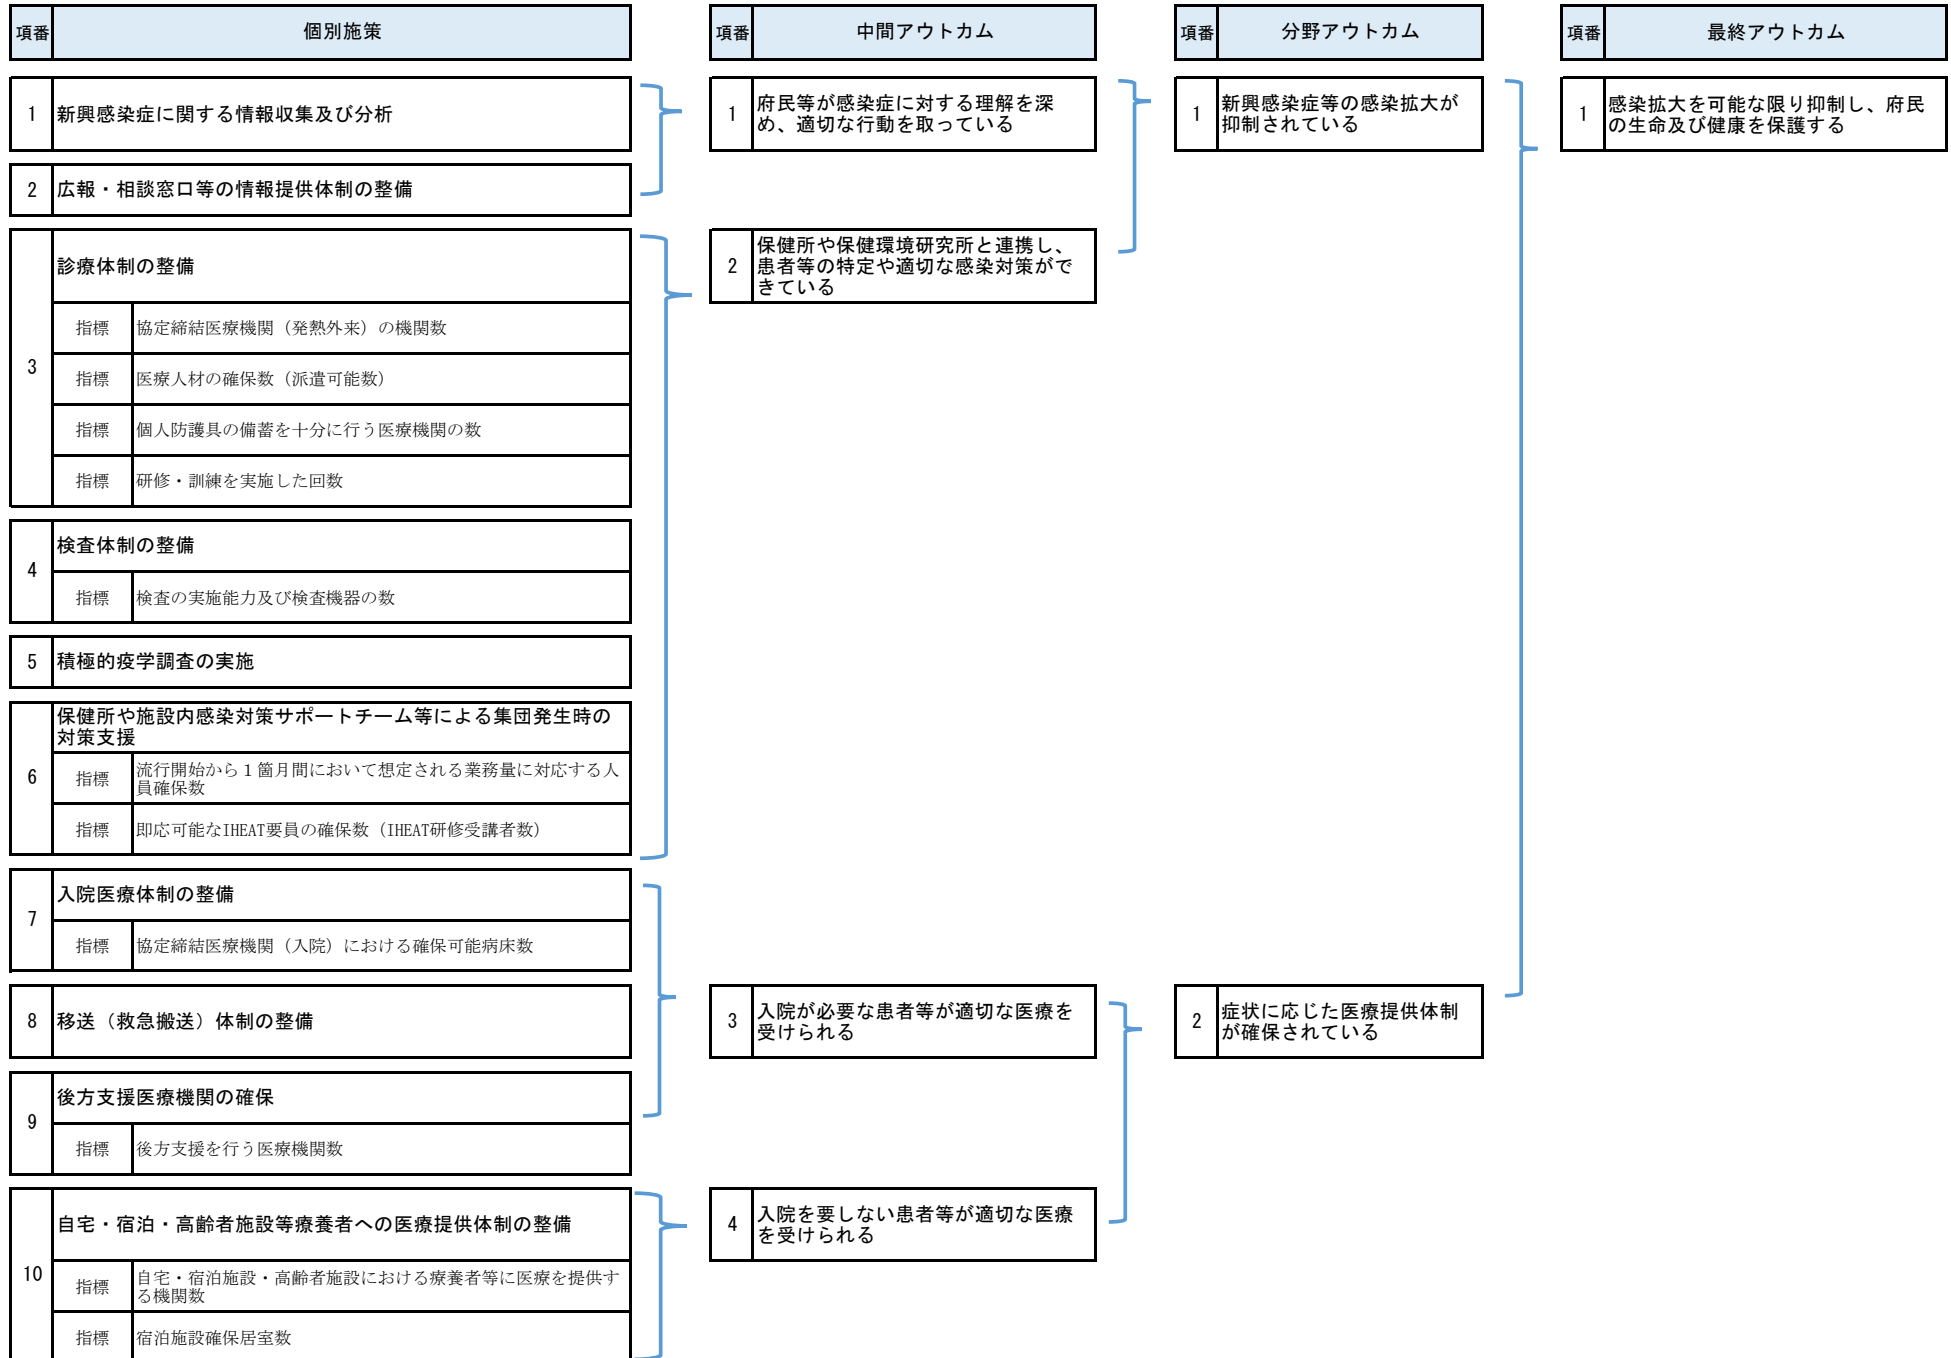 項番 個別施策
1 新興感染症に関する情報収集及び分析
2 広報・相談窓口等の情報提供体制の整備
3 診療体制の整備
指標 協定締結医療機関（発熱外来）の機関数
指標 医療人材の確保数（派遣可能数）
指標 個人防護具の備蓄を十分に行う医療機関の数
指標 研修・訓練を実施した回数
4 検査体制の整備
指標 検査の実施能力及び検査機器の数
5 積極的疫学調査の実施
6 保健所や施設内感染対策サポートチーム等による集団発生時の
対策支援
指標 流行開始から１箇月間において想定される業務量に対応する人
員確保数
指標 即応可能なIHEAT要員の確保数（IHEAT研修受講者数）
7 入院医療体制の整備
指標 協定締結医療機関（入院）における確保可能病床数
8 移送（救急搬送）体制の整備
9 後方支援医療機関の確保
指標 後方支援を行う医療機関数
10 自宅・宿泊・高齢者施設等療養者への医療提供体制の整備
指標 自宅・宿泊施設・高齢者施設における療養者等に医療を提供す
る機関数
指標 宿泊施設確保居室数
項番 中間アウトカム
1 府民等が感染症に対する理解を深
め、適切な行動を取っている
2 保健所や保健環境研究所と連携し、
患者等の特定や適切な感染対策がで
きている
3 入院が必要な患者等が適切な医療を
受けられる
4 入院を要しない患者等が適切な医療
を受けられる
項番 分野アウトカム
1 新興感染症等の感染拡大が
抑制されている
2 症状に応じた医療提供体制
が確保されている
項番 最終アウトカム
1 感染拡大を可能な限り抑制し、府民
の生命及び健康を保護する